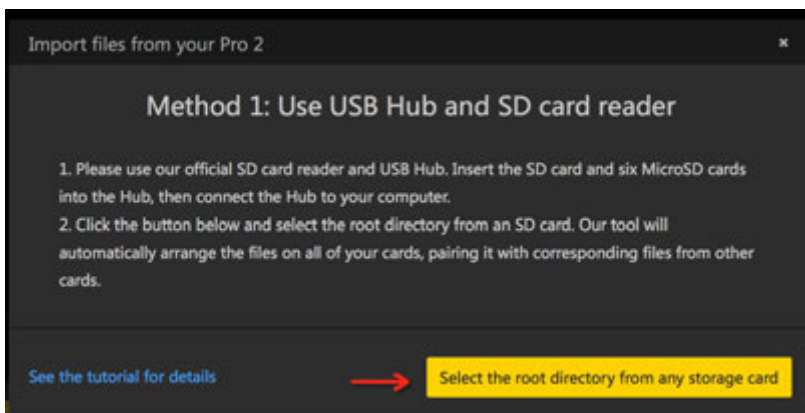 Import files from your Pro 2 ×
Method 1: Use USB Hub and SD card reader
1. Please use our official SD card reader and USB Hub. Insert the SD card and six MicroSD cards
into the Hub, then connect the Hub to your computer.
2. Click the button below and select the root directory from an SD card. Our tool will
automatically arrange the files on all of your cards, pairing it with corresponding files from other
cards.
See the tutorial for details
Select the root directory from any storage card